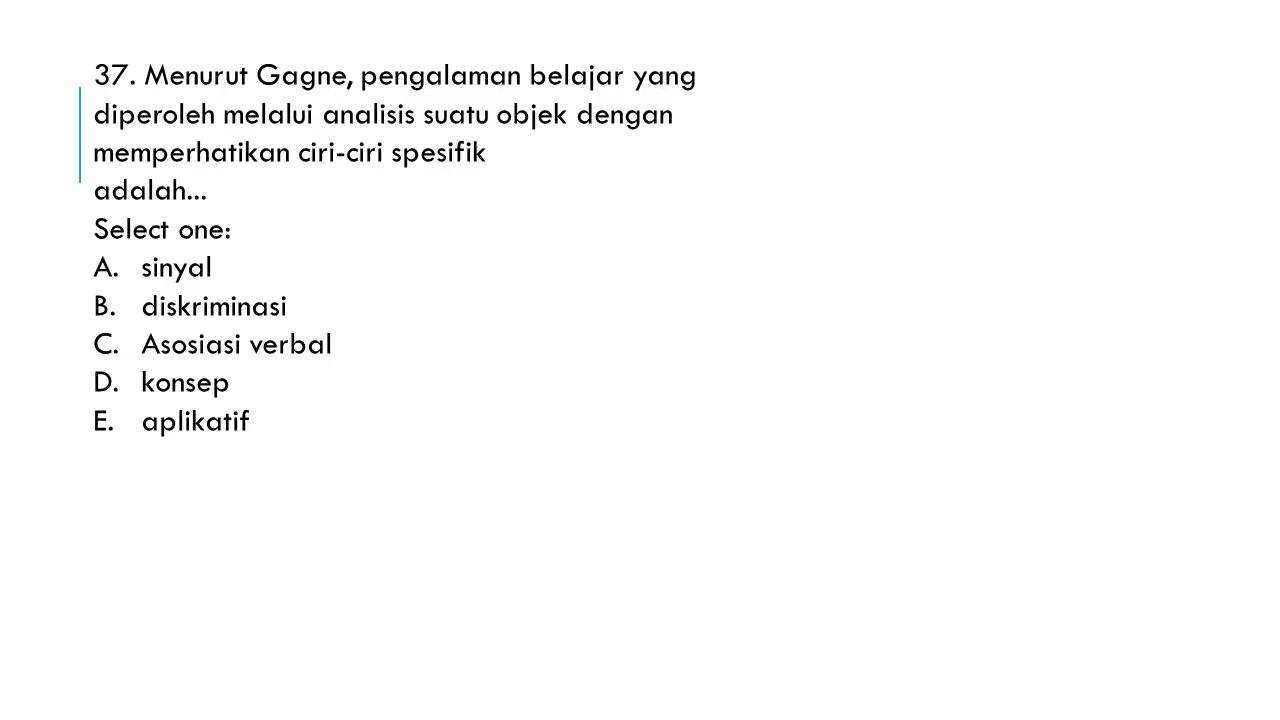 37. Menurut Gagne, pengalaman belajar yang
diperoleh melalui analisis suatu objek dengan
memperhatikan ciri-ciri spesifik
adalah...
Select one:
A. sinyal
B. diskriminasi
C. Asosiasi verbal
D. konsep
E. aplikatif